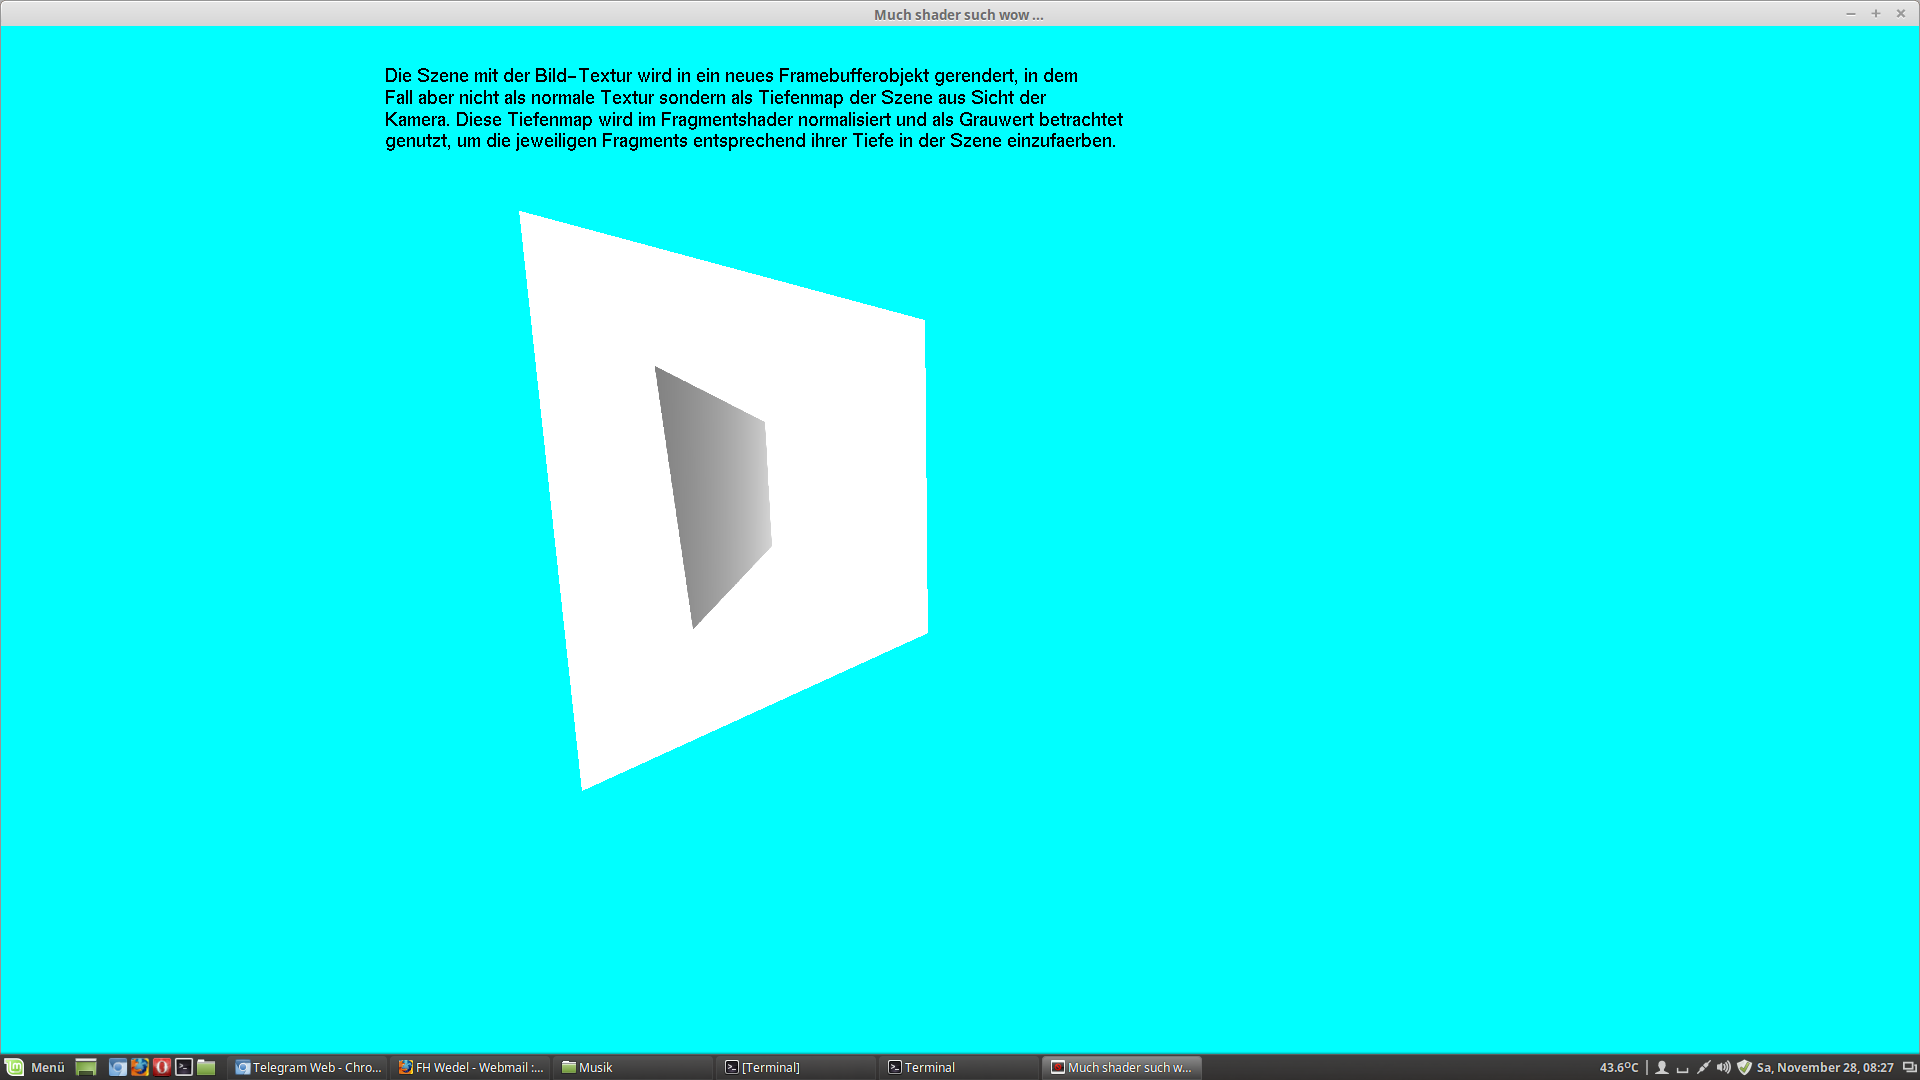 Much shader such wow ...
Die Szene mit der Bild-Textur wird in ein neues Framebufferobjekt gerendert, in dem
Fall aber nicht als normale Textur sondern als Tiefenmap der Szene aus Sicht der
Kamera. Diese Tiefenmap wird im Fragmentshader normalisiert und als Grauwert betrachtet
genutzt, um die jeweiligen Fragments entsprechend ihrer Tiefe in der Szene einzufaerben.
Menü
Telegram Web - Chro...
FH Wedel - Webmail :...
Musik
[Terminal]
Terminal
Much shader such w...
43.6°C
Sa, November 28, 08:27